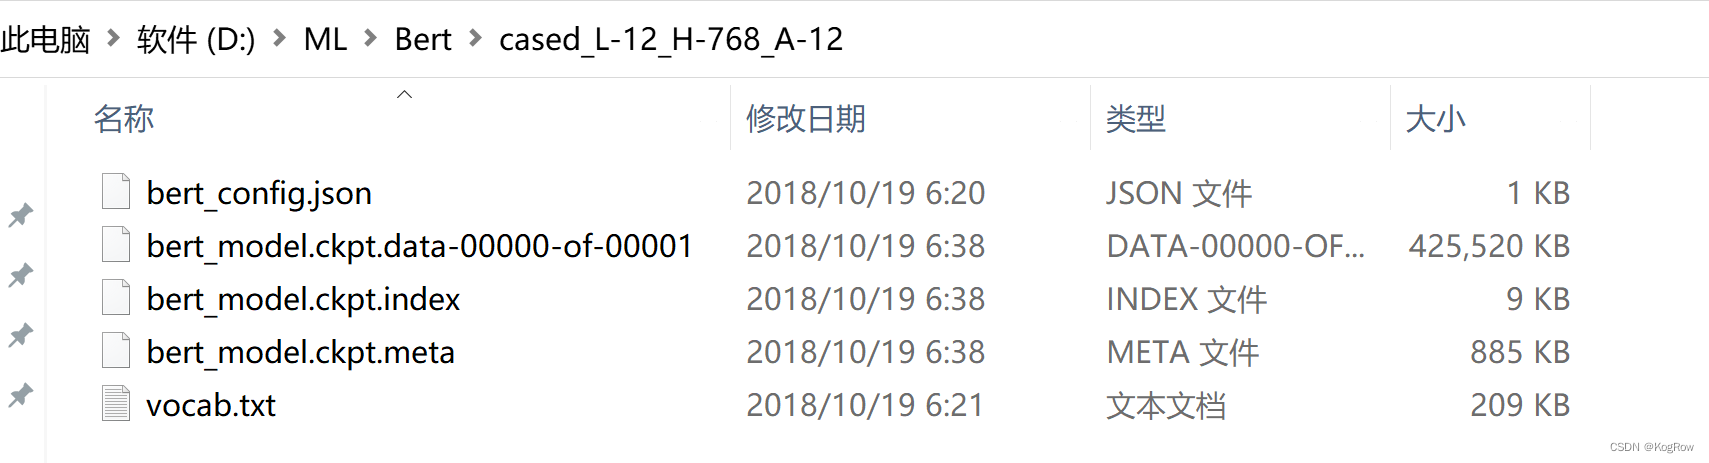 此电脑 > 软件 (D:) > ML > Bert > cased_L-12_H-768_A-12
名称 修改日期 类型 大小
bert_config.json 2018/10/19 6:20 JSON 文件 1 KB
bert_model.ckpt.data-00000-of-00001 2018/10/19 6:38 DATA-00000-OF... 425,520 KB
bert_model.ckpt.index 2018/10/19 6:38 INDEX 文件 9 KB
bert_model.ckpt.meta 2018/10/19 6:38 META 文件 885 KB
vocab.txt 2018/10/19 6:21 文本文档 209 KB
CSDN @KogRow